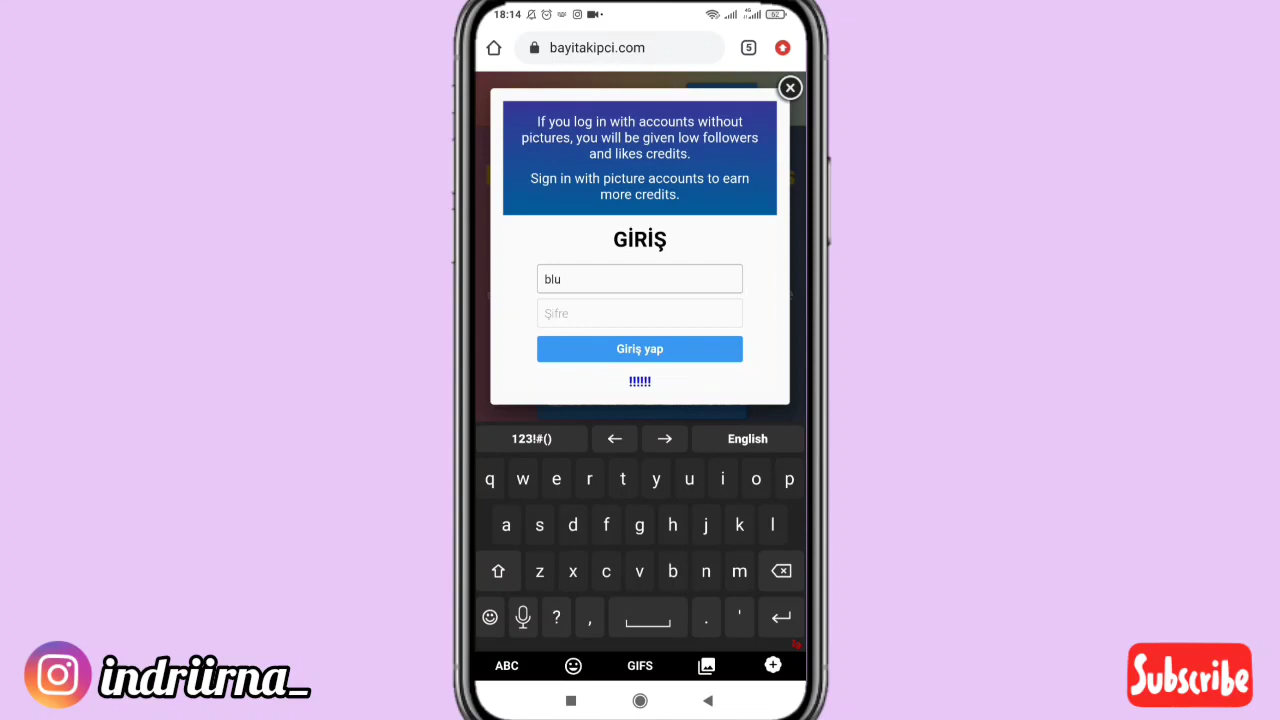 18:14
4G
62
bayitakipci.com
5
If you log in with accounts without
pictures, you will be given low followers
and likes credits.
Sign in with picture accounts to earn
more credits.
GİRİŞ
blu
Şifre
Giriş yap
!!!!!!
123!#()
English
q w e r t y u i o p
a s d f g h j k l
z x c v b n m
? , . '
ABC
GIFS
indriirna_
Subscribe